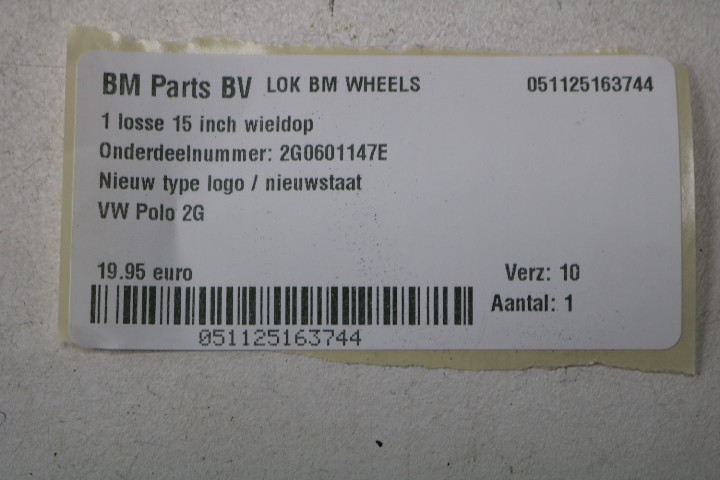 BM Parts BV LOK BM WHEELS 051125163744
1 losse 15 inch wieldop
Onderdeelnummer: 2G0601147E
Nieuw type logo / nieuwstaat
VW Polo 2G
19.95 euro Verz: 10
Aantal: 1
051125163744